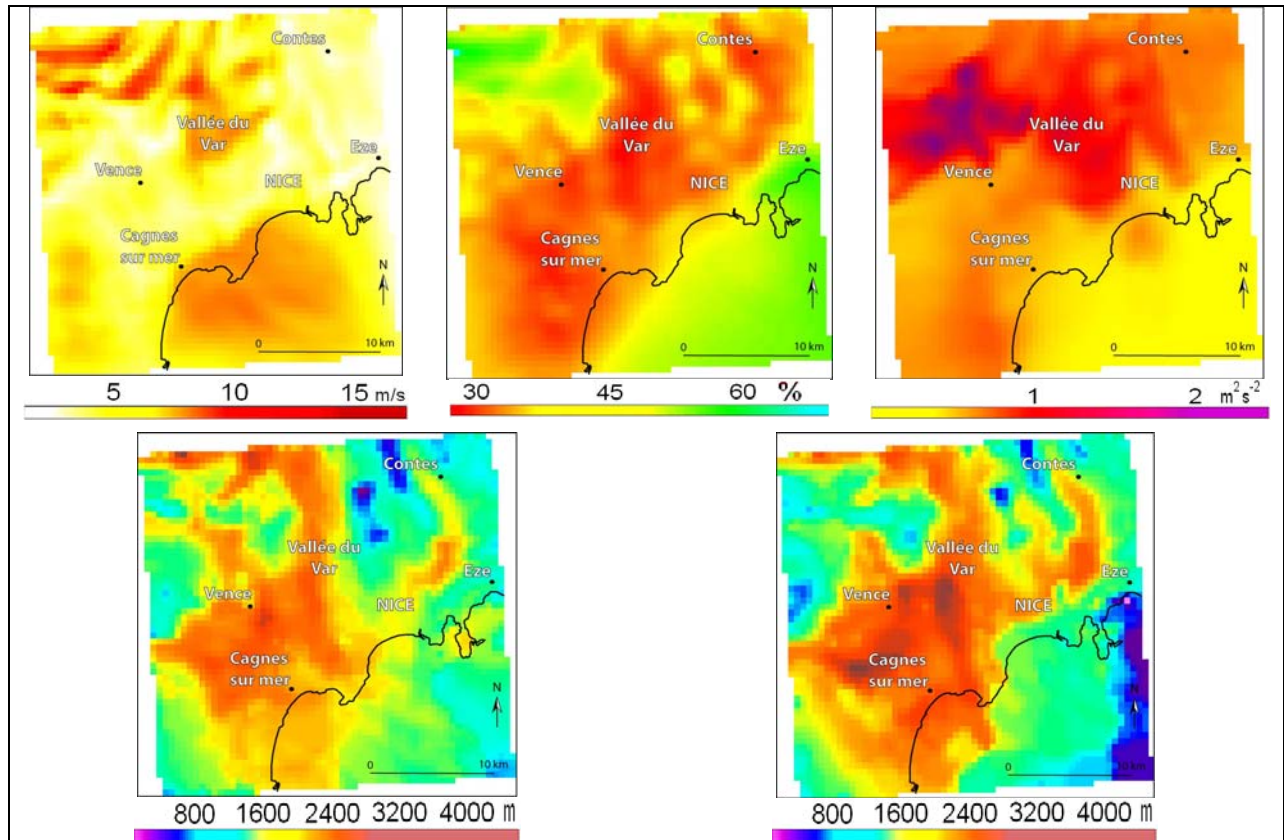 Contes
Vallée du
Var
Vence
Eze
NICE
Cagnes
sur mer
N
0 10 km
5 10 15 m/s
Contes
Vallée du
Var
Vence
Eze
NICE
Cagnes
sur mer
N
0 10 km
30 45 60 %
Contes
Vallée du
Var
Vence
Eze
NICE
Cagnes
sur mer
N
0 10 km
1 2 m²s⁻²
Contes
Vallée du
Var
Vence
Eze
NICE
Cagnes
sur mer
N
0 10 km
800 1600 2400 3200 4000 m
Contes
Vallée du
Var
Vence
Eze
NICE
Cagnes
sur mer
N
0 10 km
800 1600 2400 3200 4000 m